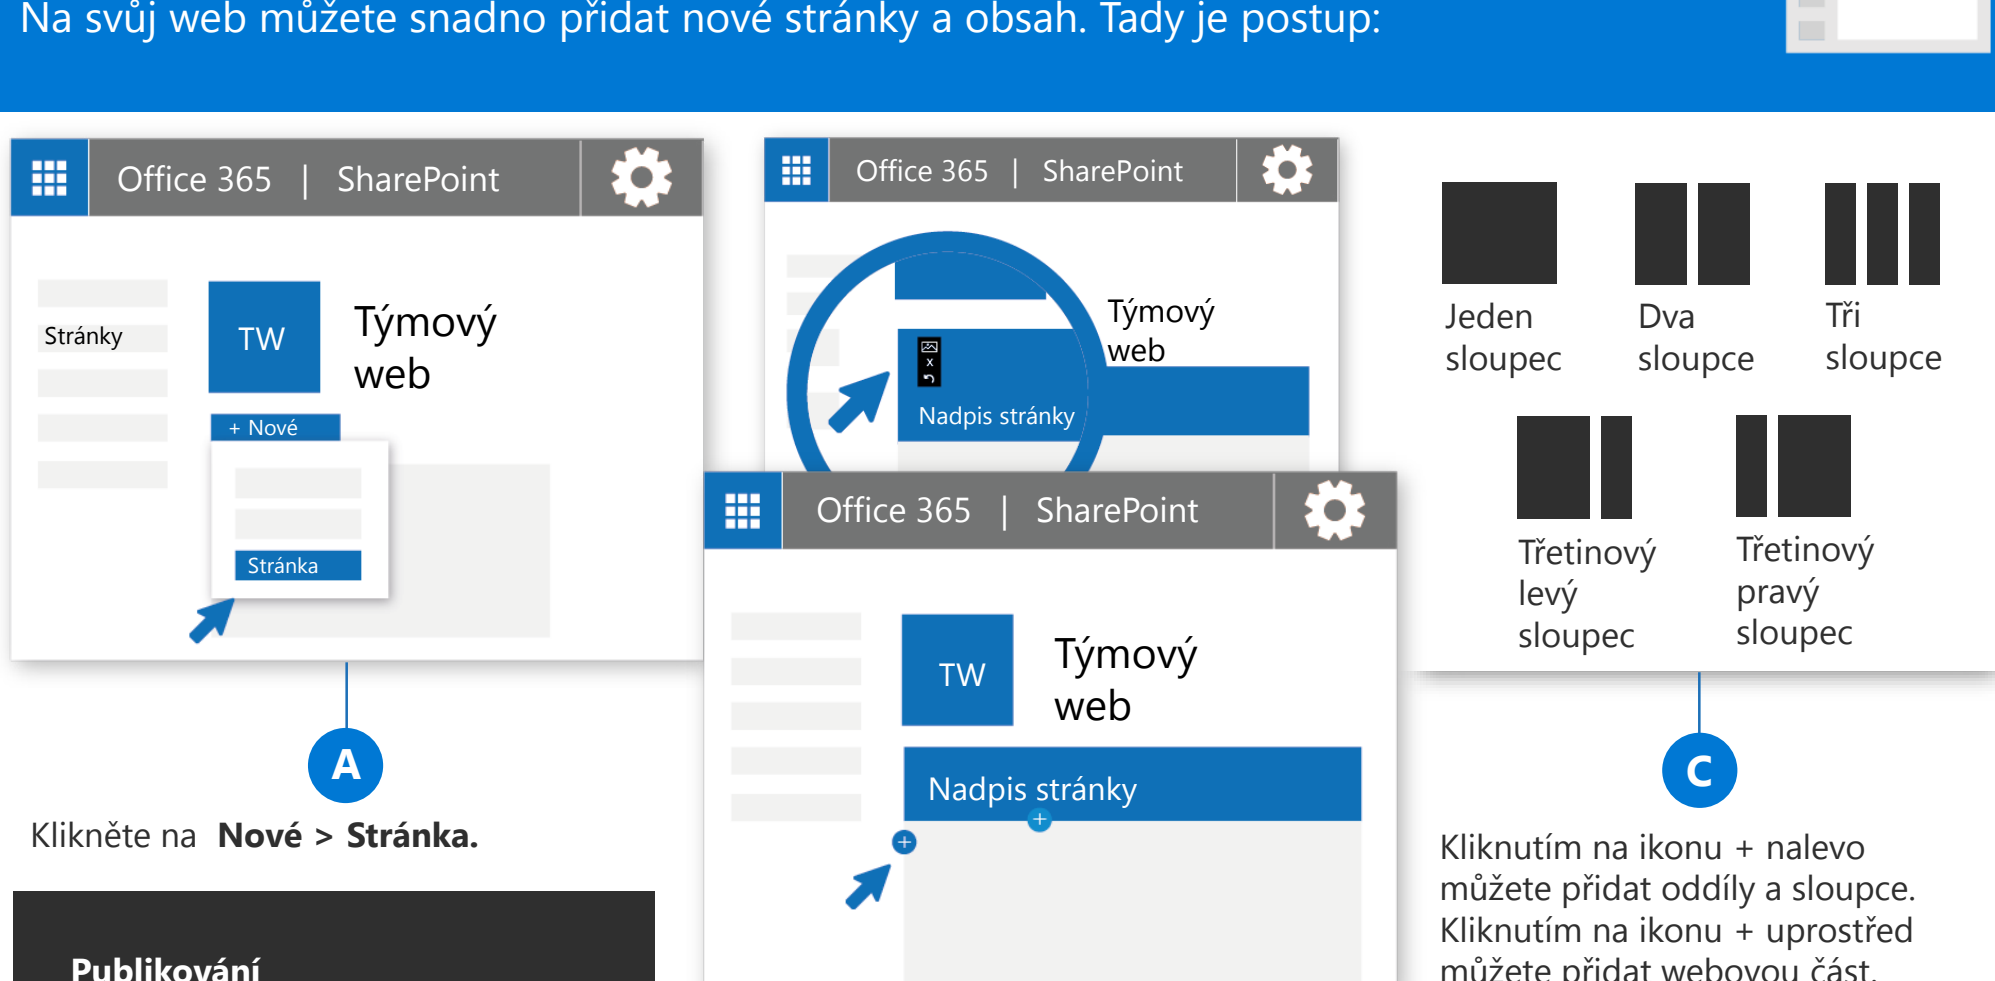 Na svůj web můžete snadno přidat nové stránky a obsah. Tady je postup:
Office 365 | SharePoint
Stránky
TW
Týmový
web
+ Nové
Stránka
A
Klikněte na Nové > Stránka.
Publikování
Office 365 | SharePoint
Týmový
web
x
Nadpis stránky
Office 365 | SharePoint
TW
Týmový
web
Nadpis stránky
+
+
Jeden
sloupec
Dva
sloupce
Tři
sloupce
Třetinový
levý
sloupec
Třetinový
pravý
sloupec
C
Kliknutím na ikonu + nalevo
můžete přidat oddíly a sloupce.
Kliknutím na ikonu + uprostřed
můžete přidat webovou část.